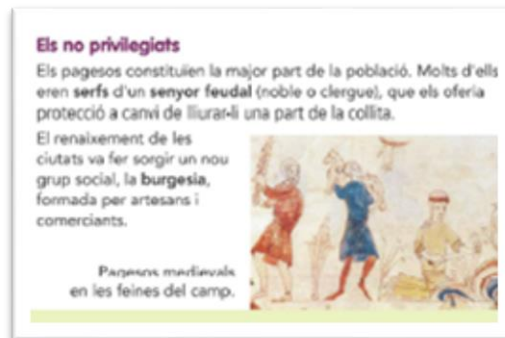 Els no privilegiats
Els pagesos constituïen la major part de la població. Molts d'ells
eren serfs d'un senyor feudal (noble o clergue), que els oferia
protecció a canvi de lliurar-li una part de la collita.
El renaixement de les
ciutats va fer sorgir un nou
grup social, la burgesia,
formada per artesans i
comerciants.
Pagesos medievals
en les feines del camp.